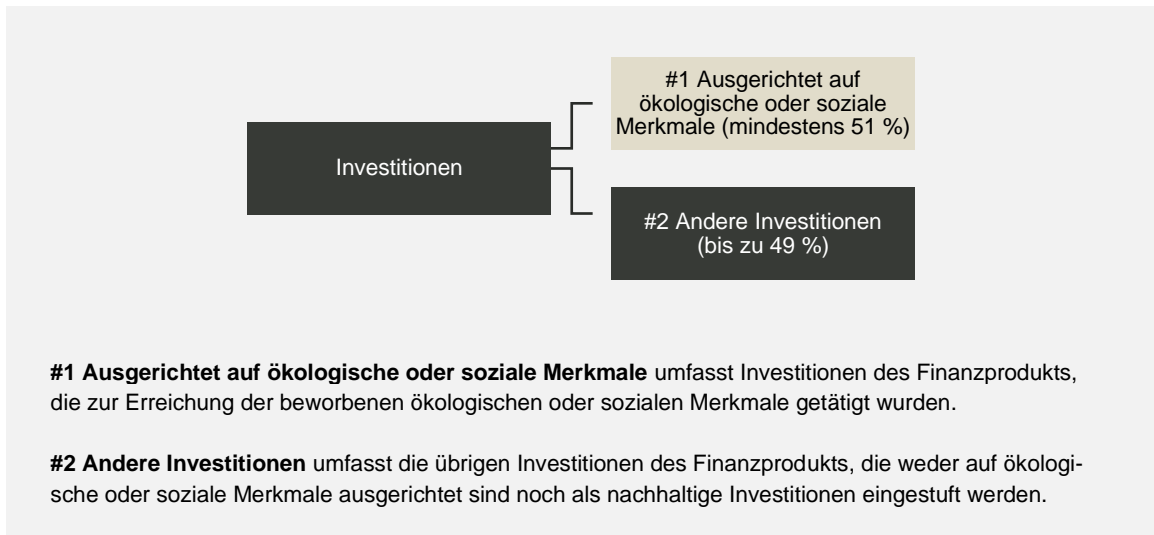 #1 Ausgerichtet auf
ökologische oder soziale
Merkmale (mindestens 51 %)
Investitionen
#2 Andere Investitionen
(bis zu 49 %)
#1 Ausgerichtet auf ökologische oder soziale Merkmale umfasst Investitionen des Finanzprodukts,
die zur Erreichung der beworbenen ökologischen oder sozialen Merkmale getätigt wurden.
#2 Andere Investitionen umfasst die übrigen Investitionen des Finanzprodukts, die weder auf ökologi-
sche oder soziale Merkmale ausgerichtet sind noch als nachhaltige Investitionen eingestuft werden.